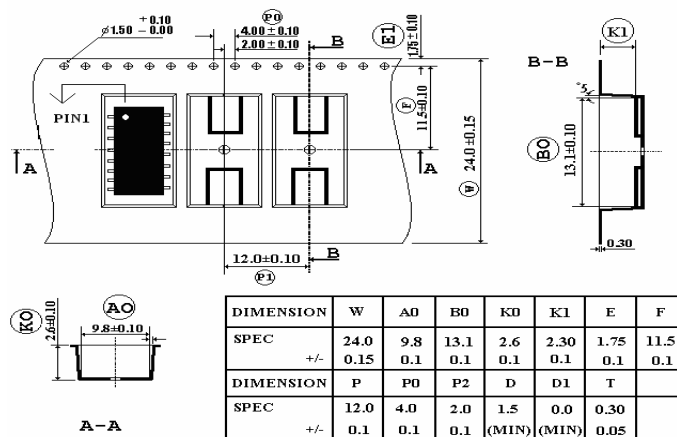 + 0.10
⌀1.50 - 0.00
P0
4.00±0.10
2.00±0.10
B
E1
1.75±0.10
K1
B-B
PIN1
F
11.5±0.10
W
24.0±0.15
A
A
5°
B0
13.1±0.10
0.30
B
12.0±0.10
P1
K0
2.6±0.10
A0
9.8±0.10
A-A
DIMENSION W A0 B0 K0 K1 E F
SPEC 24.0 9.8 13.1 2.6 2.30 1.75 11.5
+/- 0.15 0.1 0.1 0.1 0.1 0.1 0.1
DIMENSION P P0 P2 D D1 T
SPEC 12.0 4.0 2.0 1.5 0.0 0.30
+/- 0.1 0.1 0.1 (MIN) (MIN) 0.05